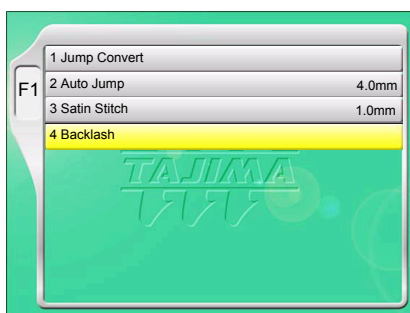 F1
1 Jump Convert
2 Auto Jump 4.0mm
3 Satin Stitch 1.0mm
4 Backlash
TAJIMA